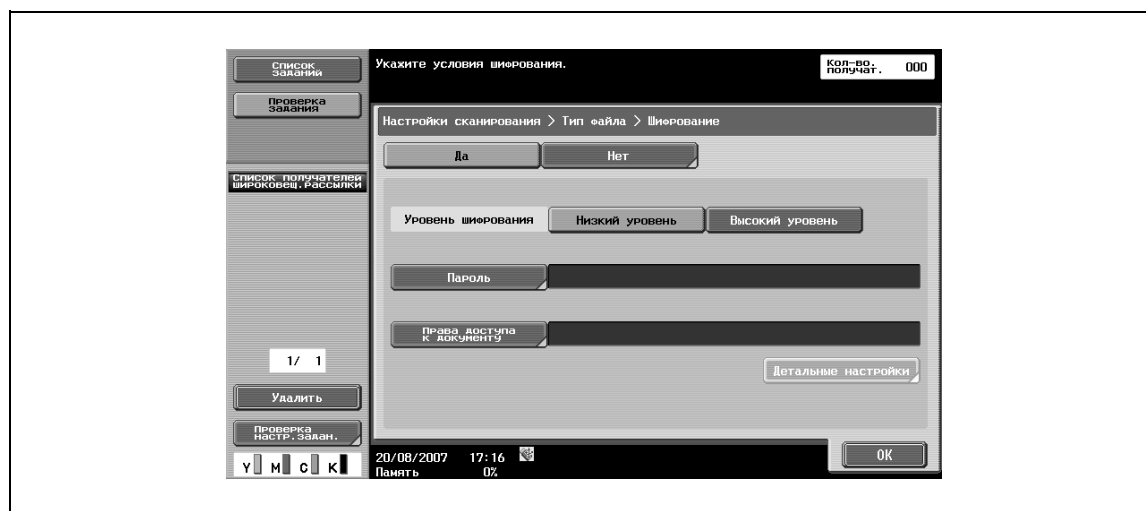 Список
заданий
Проверка
задания
Список получателей
широковещ.рассылки
1/ 1
Удалить
Проверка
настр.задан.
Y M C K
Укажите условия шифрования.
Кол-во.
получат. 000
Настройки сканирования > Тип файла > Шифрование
Да Нет
Уровень шифрования Низкий уровень Высокий уровень
Пароль
Права доступа
к документу
Детальные настройки
20/08/2007 17:16
Память 0%
OK